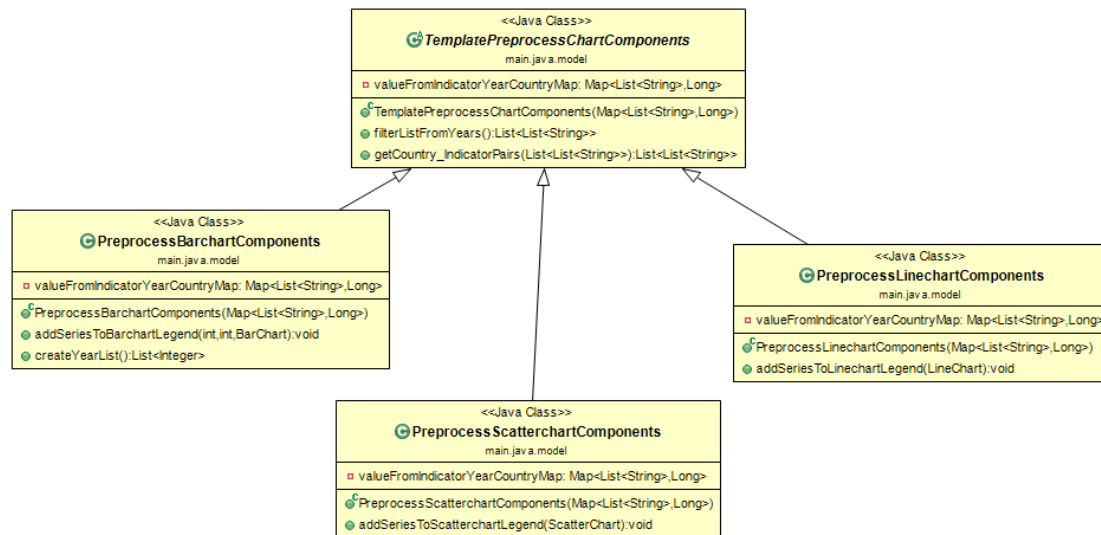 <<Java Class>>
TemplatePreprocessChartComponents
main.java.model
valueFromIndicatorYearCountryMap: Map<List<String>,Long>
TemplatePreprocessChartComponents(Map<List<String>,Long>)
filterListFromYears():List<List<String>>
getCountry_IndicatorPairs(List<List<String>>):List<List<String>>
<<Java Class>>
PreprocessBarchartComponents
main.java.model
valueFromIndicatorYearCountryMap: Map<List<String>,Long>
PreprocessBarchartComponents(Map<List<String>,Long>)
addSeriesToBarchartLegend(int,int,BarChart):void
createYearList():List<Integer>
<<Java Class>>
PreprocessLinechartComponents
main.java.model
valueFromIndicatorYearCountryMap: Map<List<String>,Long>
PreprocessLinechartComponents(Map<List<String>,Long>)
addSeriesToLinechartLegend(LineChart):void
<<Java Class>>
PreprocessScatterchartComponents
main.java.model
valueFromIndicatorYearCountryMap: Map<List<String>,Long>
PreprocessScatterchartComponents(Map<List<String>,Long>)
addSeriesToScatterchartLegend(ScatterChart):void